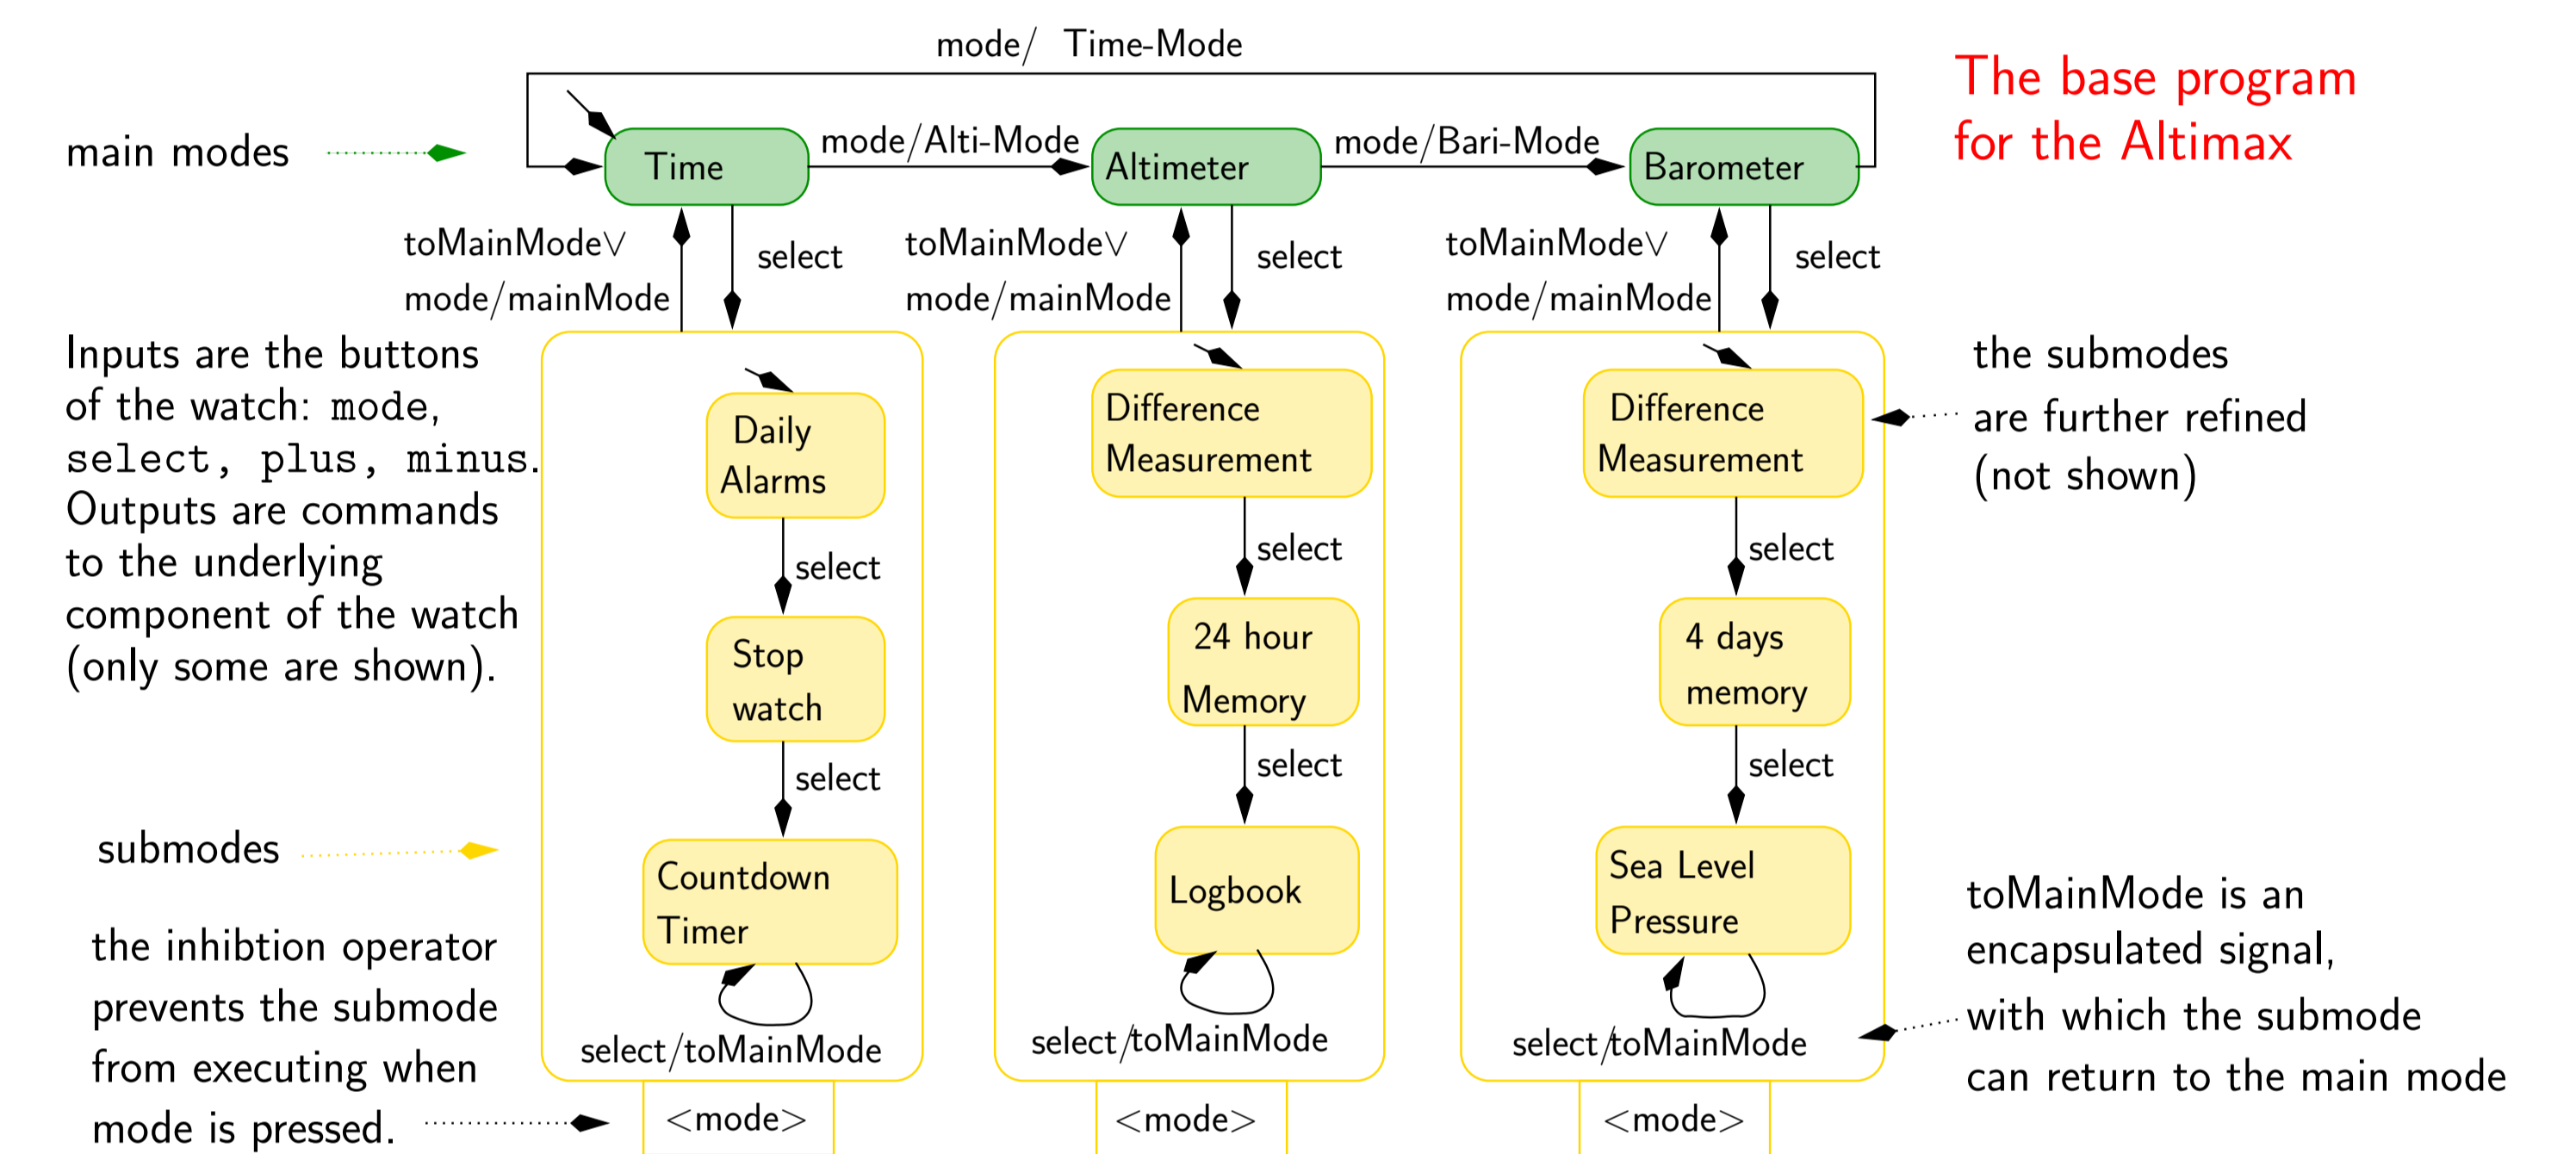 mode/ Time-Mode
The base program
for the Altimax
main modes
Time
mode/Alti-Mode
Altimeter
mode/Bari-Mode
Barometer
toMainMode∨
mode/mainMode
select
toMainMode∨
mode/mainMode
select
toMainMode∨
mode/mainMode
select
Inputs are the buttons
of the watch: mode,
select, plus, minus.
Outputs are commands
to the underlying
component of the watch
(only some are shown).
Daily
Alarms
select
Stop
watch
select
Countdown
Timer
select/toMainMode
<mode>
Difference
Measurement
select
24 hour
Memory
select
Logbook
select/toMainMode
<mode>
Difference
Measurement
select
4 days
memory
select
Sea Level
Pressure
select/toMainMode
<mode>
the submodes
are further refined
(not shown)
submodes
the inhibtion operator
prevents the submode
from executing when
mode is pressed.
toMainMode is an
encapsulated signal,
with which the submode
can return to the main mode